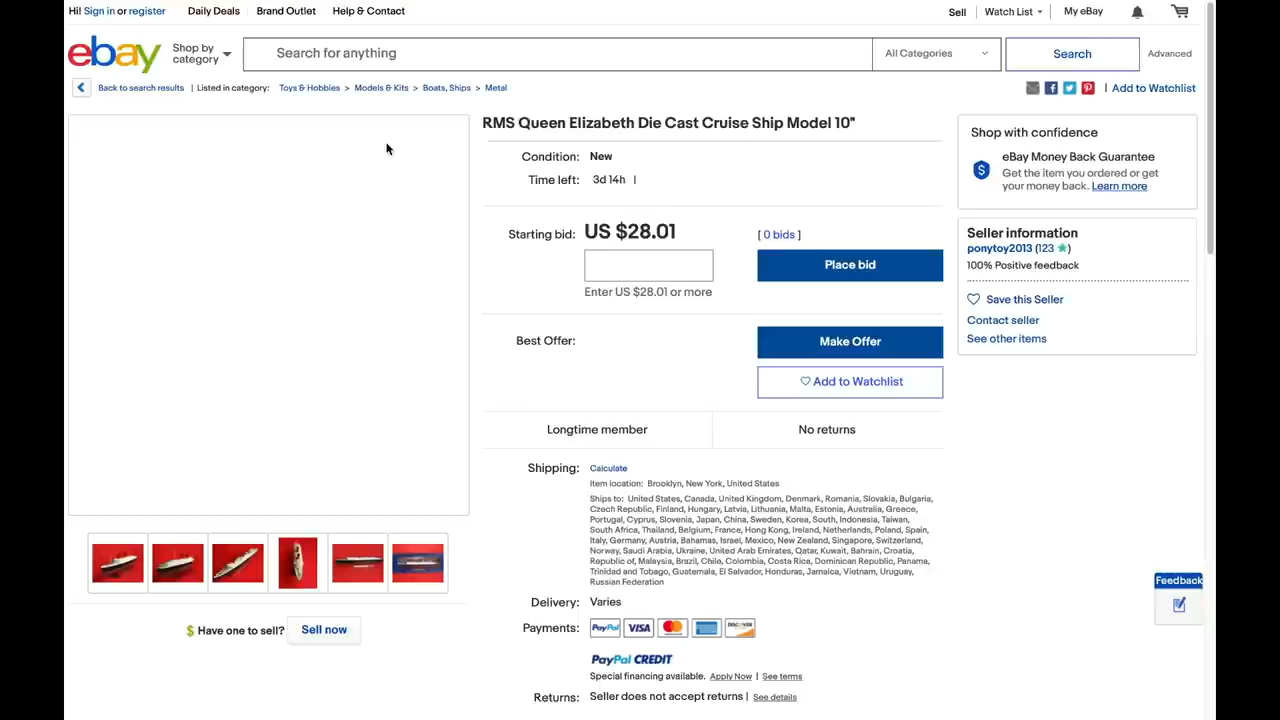 Hi! Sign in or register
Daily Deals
Brand Outlet
Help & Contact
Sell
Watch List
My eBay
ebay
Shop by
category
Search for anything
All Categories
Search
Advanced
Back to search results | Listed in category: Toys & Hobbies > Models & Kits > Boats, Ships > Metal
| Add to Watchlist
RMS Queen Elizabeth Die Cast Cruise Ship Model 10"
Condition: New
Time left: 3d 14h |
Starting bid: US $28.01
[ 0 bids ]
Place bid
Enter US $28.01 or more
Best Offer:
Make Offer
Add to Watchlist
Longtime member
No returns
Shipping: Calculate
Item location: Brooklyn, New York, United States
Ships to: United States, Canada, United Kingdom, Denmark, Romania, Slovakia, Bulgaria,
Czech Republic, Finland, Hungary, Latvia, Lithuania, Malta, Estonia, Australia, Greece,
Portugal, Cyprus, Slovenia, Japan, China, Sweden, Korea, South, Indonesia, Taiwan,
South Africa, Thailand, Belgium, France, Hong Kong, Ireland, Netherlands, Poland, Spain,
Italy, Germany, Austria, Bahamas, Israel, Mexico, New Zealand, Singapore, Switzerland,
Norway, Saudi Arabia, Ukraine, United Arab Emirates, Qatar, Kuwait, Bahrain, Croatia,
Republic of, Malaysia, Brazil, Chile, Colombia, Costa Rica, Dominican Republic, Panama,
Trinidad and Tobago, Guatemala, El Salvador, Honduras, Jamaica, Vietnam, Uruguay,
Russian Federation
Delivery: Varies
Payments: PayPal VISA DISCOVER
PayPal CREDIT
Special financing available. Apply Now | See terms
Returns: Seller does not accept returns | See details
Shop with confidence
eBay Money Back Guarantee
Get the item you ordered or get
your money back. Learn more
Seller information
ponytoy2013 (123)
100% Positive feedback
Save this Seller
Contact seller
See other items
$ Have one to sell? Sell now
Feedback